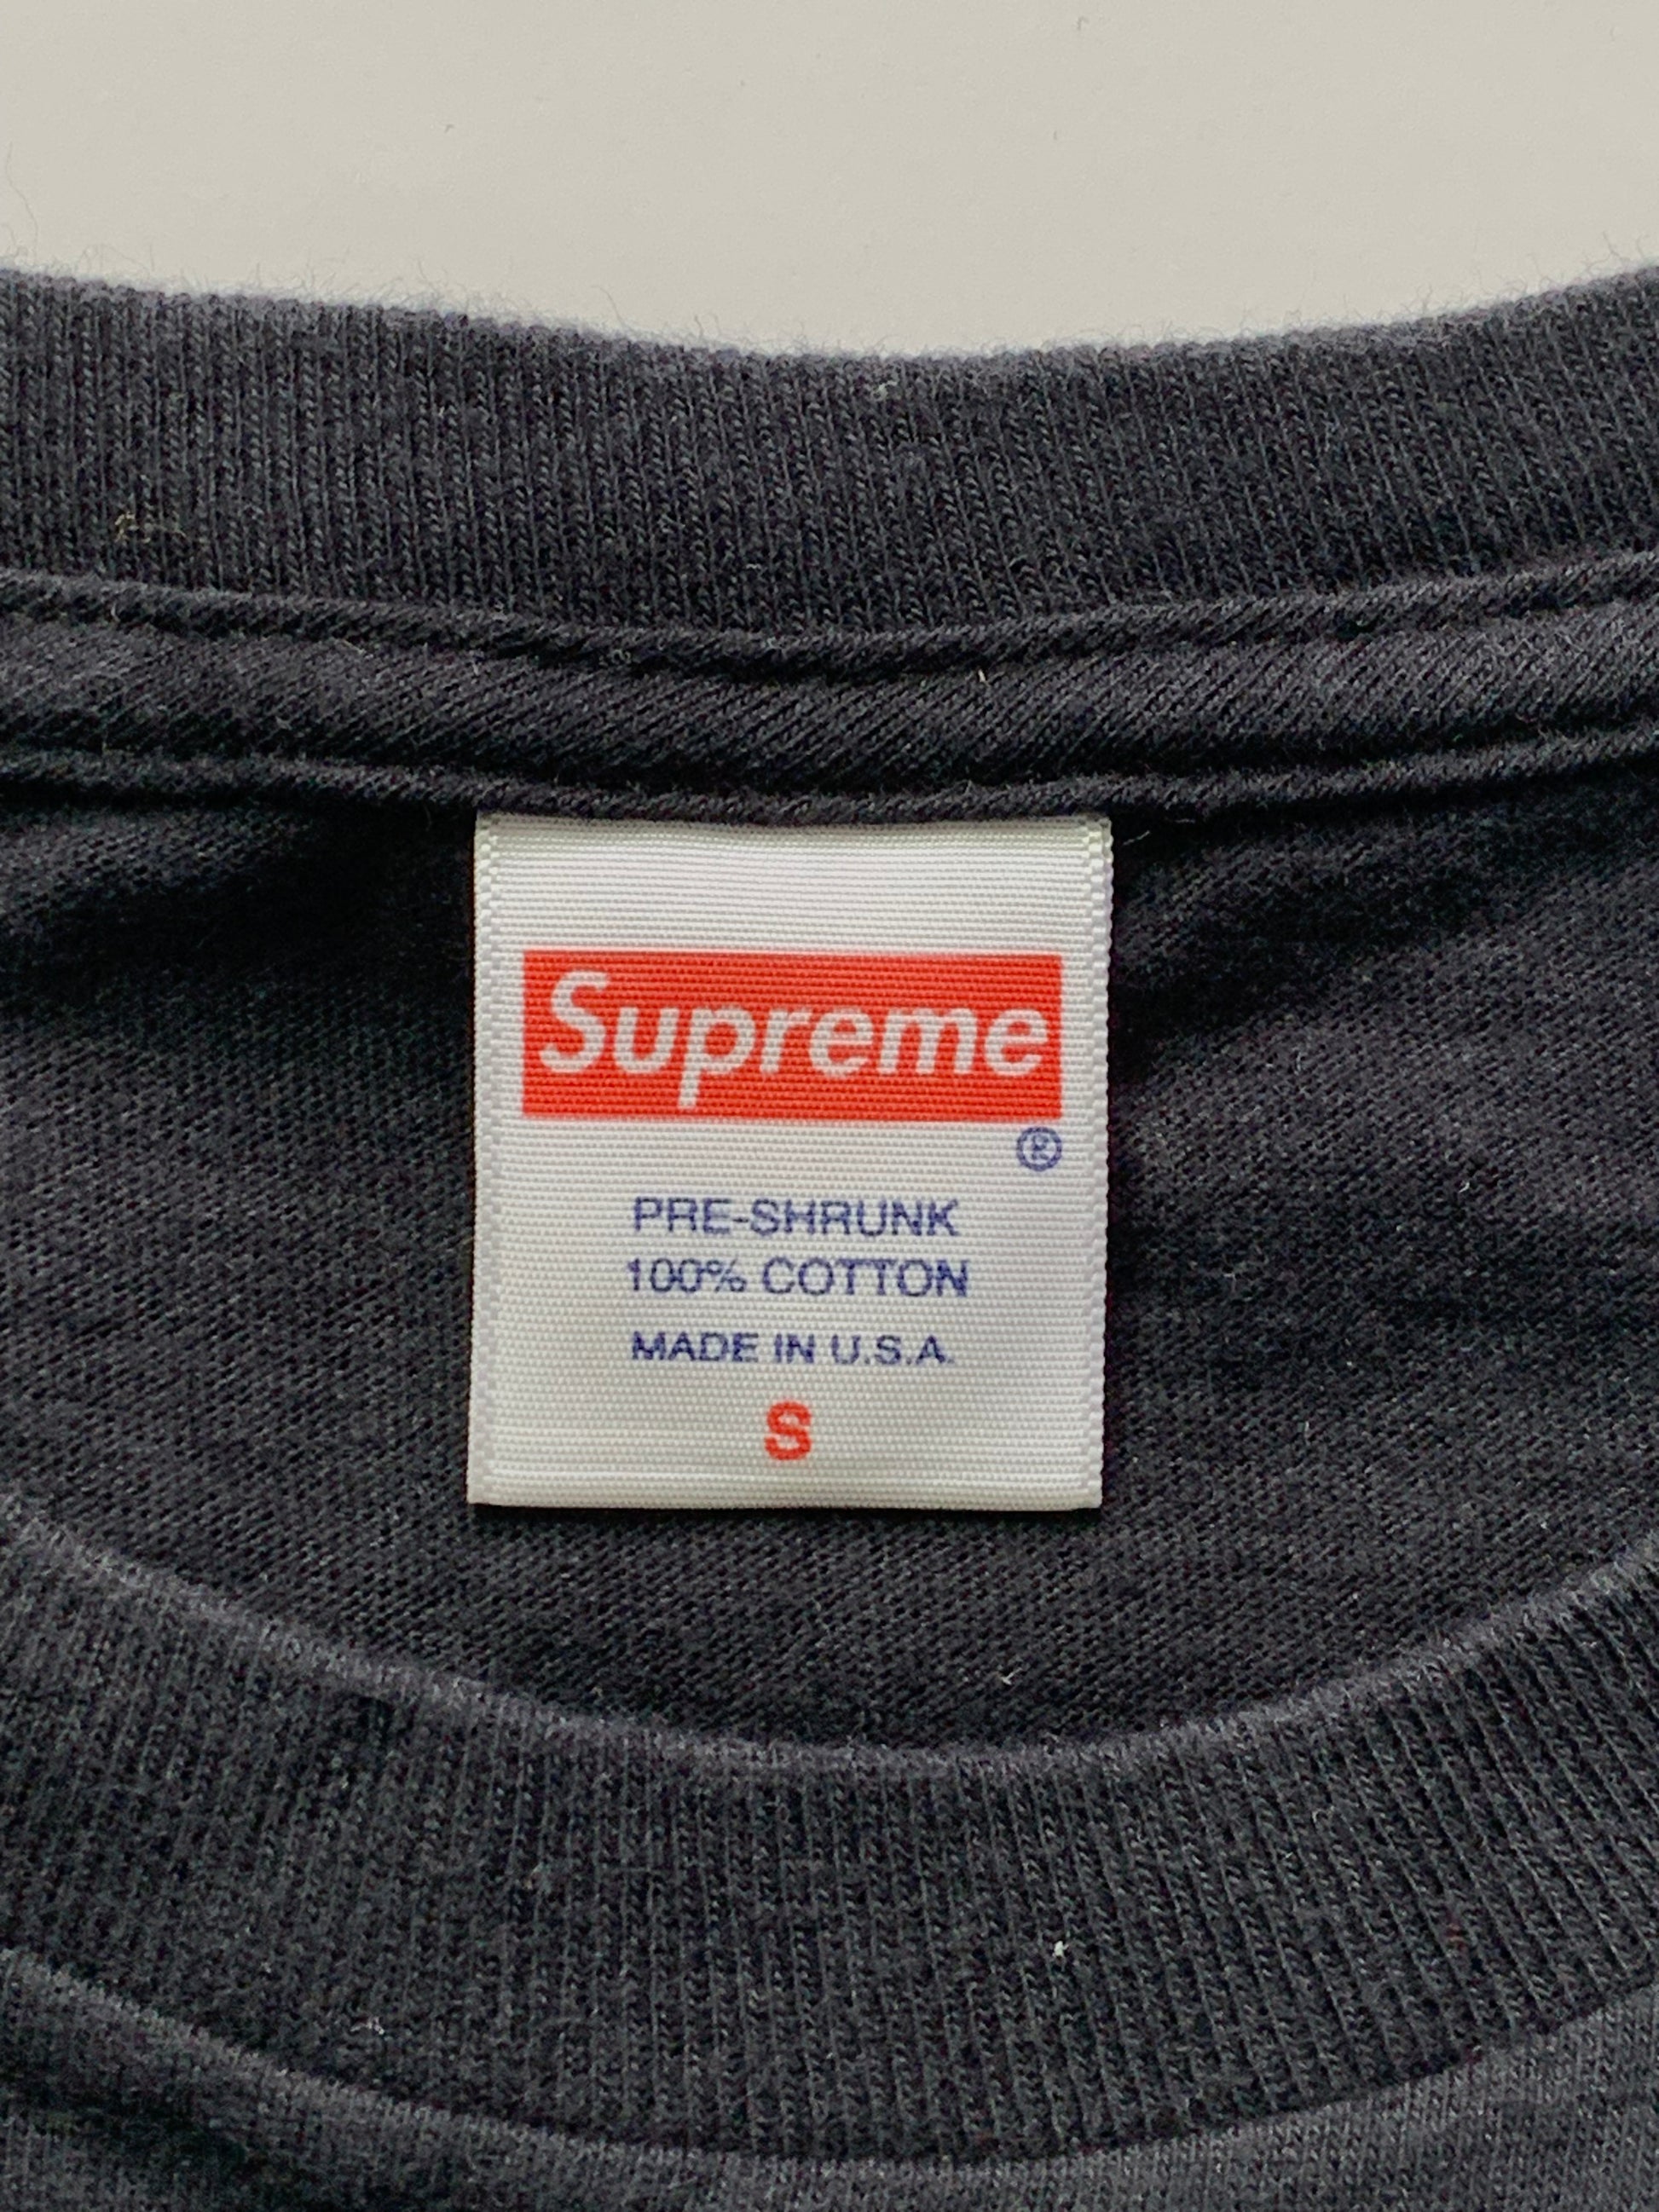 Supreme
®
PRE-SHRUNK
100% COTTON
MADE IN U.S.A.
S